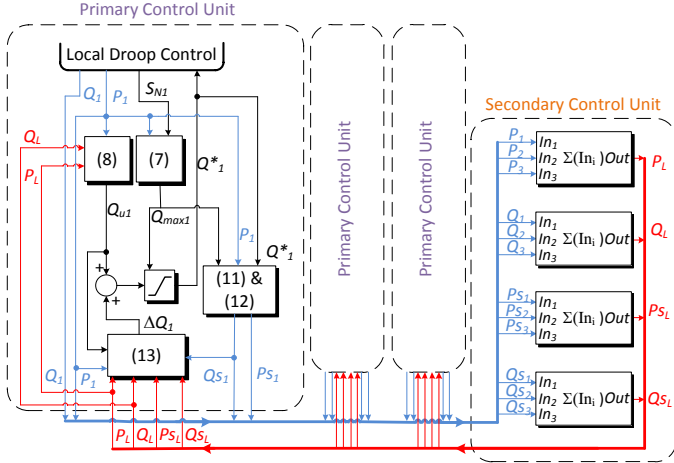 Primary Control Unit
Local Droop Control
Q1
P1
SN1
QL
PL
(8)
(7)
Q*1
Qu1
Qmax1
P1
Q*1
+
+
(11) &
(12)
ΔQ1
(13)
Q1
P1
Qs1
Ps1
PL
QL
PsL
QsL
Primary Control Unit
Primary Control Unit
Secondary Control Unit
P1
P2
P3
In1
In2
In3
Σ(Ini)Out
PL
Q1
Q2
Q3
In1
In2
In3
Σ(Ini)Out
QL
Ps1
Ps2
Ps3
In1
In2
In3
Σ(Ini)Out
PsL
Qs1
Qs2
Qs3
In1
In2
In3
Σ(Ini)Out
QsL